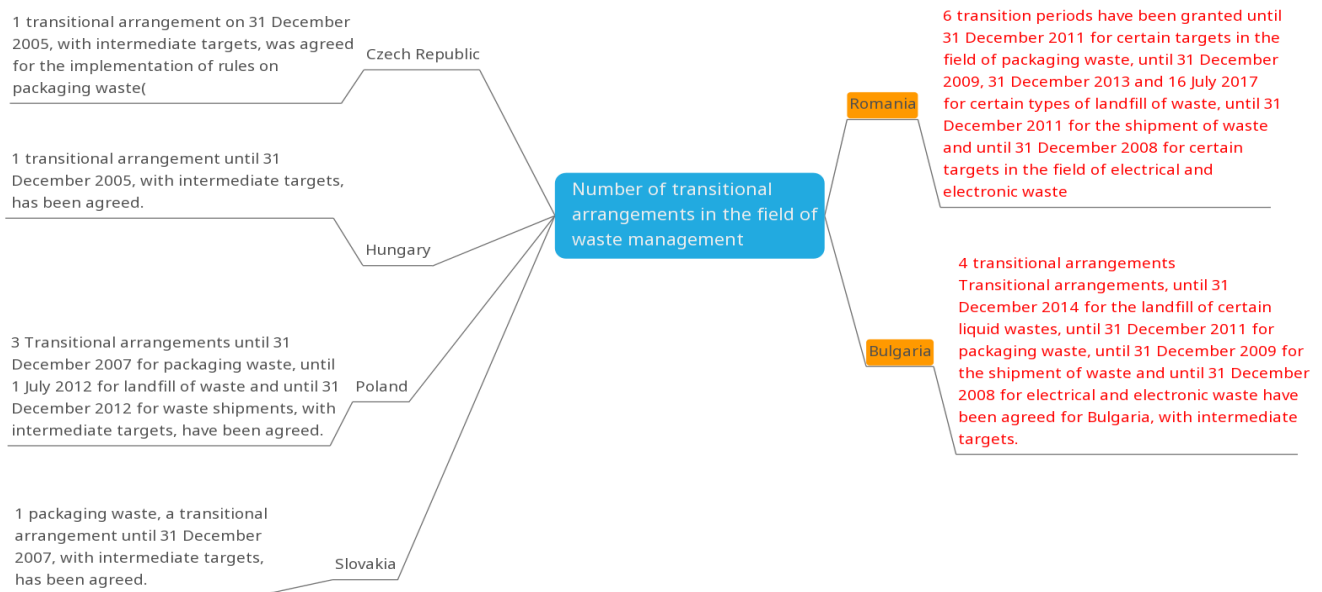 1 transitional arrangement on 31 December
2005, with intermediate targets, was agreed
for the implementation of rules on
packaging waste(
Czech Republic
1 transitional arrangement until 31
December 2005, with intermediate targets,
has been agreed.
Hungary
3 Transitional arrangements until 31
December 2007 for packaging waste, until
1 July 2012 for landfill of waste and until 31
December 2012 for waste shipments, with
intermediate targets, have been agreed.
Poland
1 packaging waste, a transitional
arrangement until 31 December
2007, with intermediate targets,
has been agreed.
Slovakia
Number of transitional
arrangements in the field of
waste management
Romania
6 transition periods have been granted until
31 December 2011 for certain targets in the
field of packaging waste, until 31 December
2009, 31 December 2013 and 16 July 2017
for certain types of landfill of waste, until 31
December 2011 for the shipment of waste
and until 31 December 2008 for certain
targets in the field of electrical and
electronic waste
Bulgaria
4 transitional arrangements
Transitional arrangements, until 31
December 2014 for the landfill of certain
liquid wastes, until 31 December 2011 for
packaging waste, until 31 December 2009 for
the shipment of waste and until 31 December
2008 for electrical and electronic waste have
been agreed for Bulgaria, with intermediate
targets.